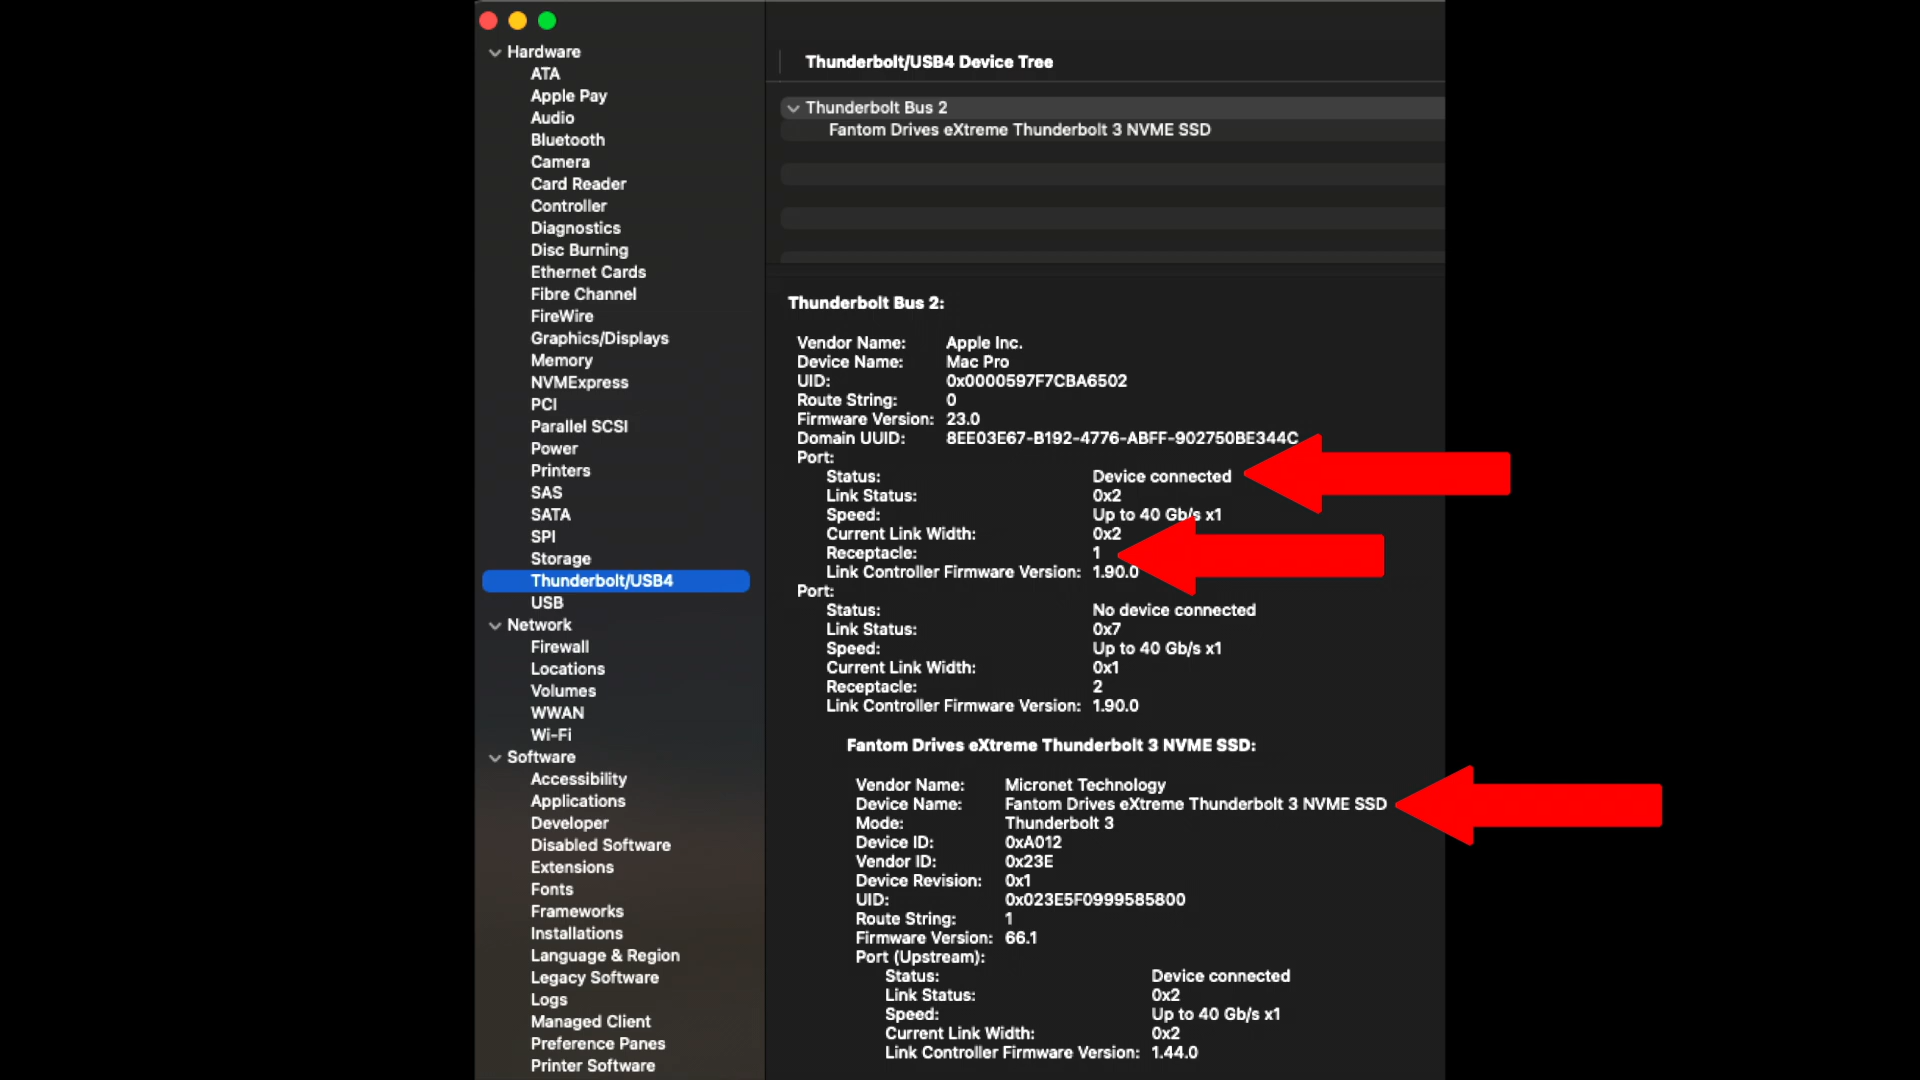 Hardware
ATA
Apple Pay
Audio
Bluetooth
Camera
Card Reader
Controller
Diagnostics
Disc Burning
Ethernet Cards
Fibre Channel
FireWire
Graphics/Displays
Memory
NVMExpress
PCI
Parallel SCSI
Power
Printers
SAS
SATA
SPI
Storage
Thunderbolt/USB4
USB
Network
Firewall
Locations
Volumes
WWAN
Wi-Fi
Software
Accessibility
Applications
Developer
Disabled Software
Extensions
Fonts
Frameworks
Installations
Language & Region
Legacy Software
Logs
Managed Client
Preference Panes
Printer Software
Thunderbolt/USB4 Device Tree
Thunderbolt Bus 2
Fantom Drives eXtreme Thunderbolt 3 NVME SSD
Thunderbolt Bus 2:
Vendor Name: Apple Inc.
Device Name: Mac Pro
UID: 0x0000597F7CBA6502
Route String: 0
Firmware Version: 23.0
Domain UUID: 8EE03E67-B192-4776-ABFF-902750BE344C
Port:
Status: Device connected
Link Status: 0x2
Speed: Up to 40 Gb/s x1
Current Link Width: 0x2
Receptacle: 1
Link Controller Firmware Version: 1.90.0
Port:
Status: No device connected
Link Status: 0x7
Speed: Up to 40 Gb/s x1
Current Link Width: 0x1
Receptacle: 2
Link Controller Firmware Version: 1.90.0
Fantom Drives eXtreme Thunderbolt 3 NVME SSD:
Vendor Name: Micronet Technology
Device Name: Fantom Drives eXtreme Thunderbolt 3 NVME SSD
Mode: Thunderbolt 3
Device ID: 0xA012
Vendor ID: 0x23E
Device Revision: 0x1
UID: 0x023E5F0999585800
Route String: 1
Firmware Version: 66.1
Port (Upstream):
Status: Device connected
Link Status: 0x2
Speed: Up to 40 Gb/s x1
Current Link Width: 0x2
Link Controller Firmware Version: 1.44.0